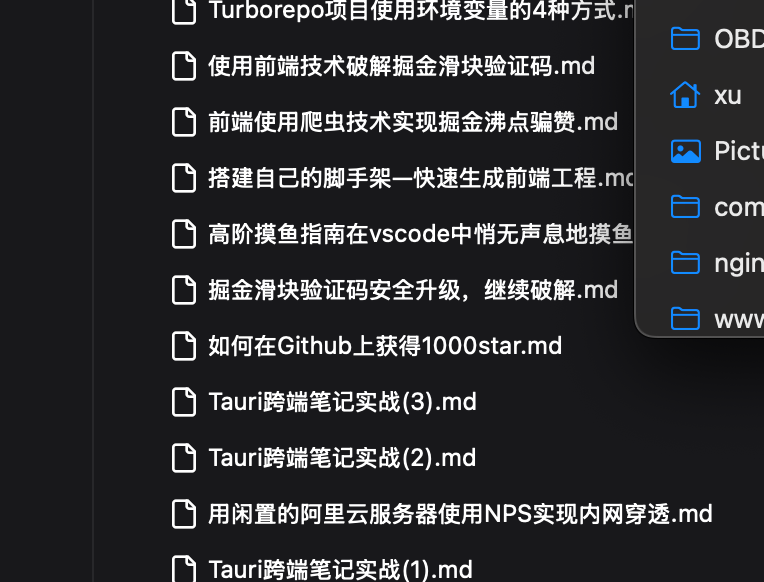 Turborepo项目使用环境变量的4种方式.m
使用前端技术破解掘金滑块验证码.md
前端使用爬虫技术实现掘金沸点骗赞.md
搭建自己的脚手架—快速生成前端工程.md
高阶摸鱼指南在vscode中悄无声息地摸鱼
掘金滑块验证码安全升级，继续破解.md
如何在Github上获得1000star.md
Tauri跨端笔记实战(3).md
Tauri跨端笔记实战(2).md
用闲置的阿里云服务器使用NPS实现内网穿透.md
Tauri跨端笔记实战(1).md
OBD
xu
Pictu
com
ngin
www